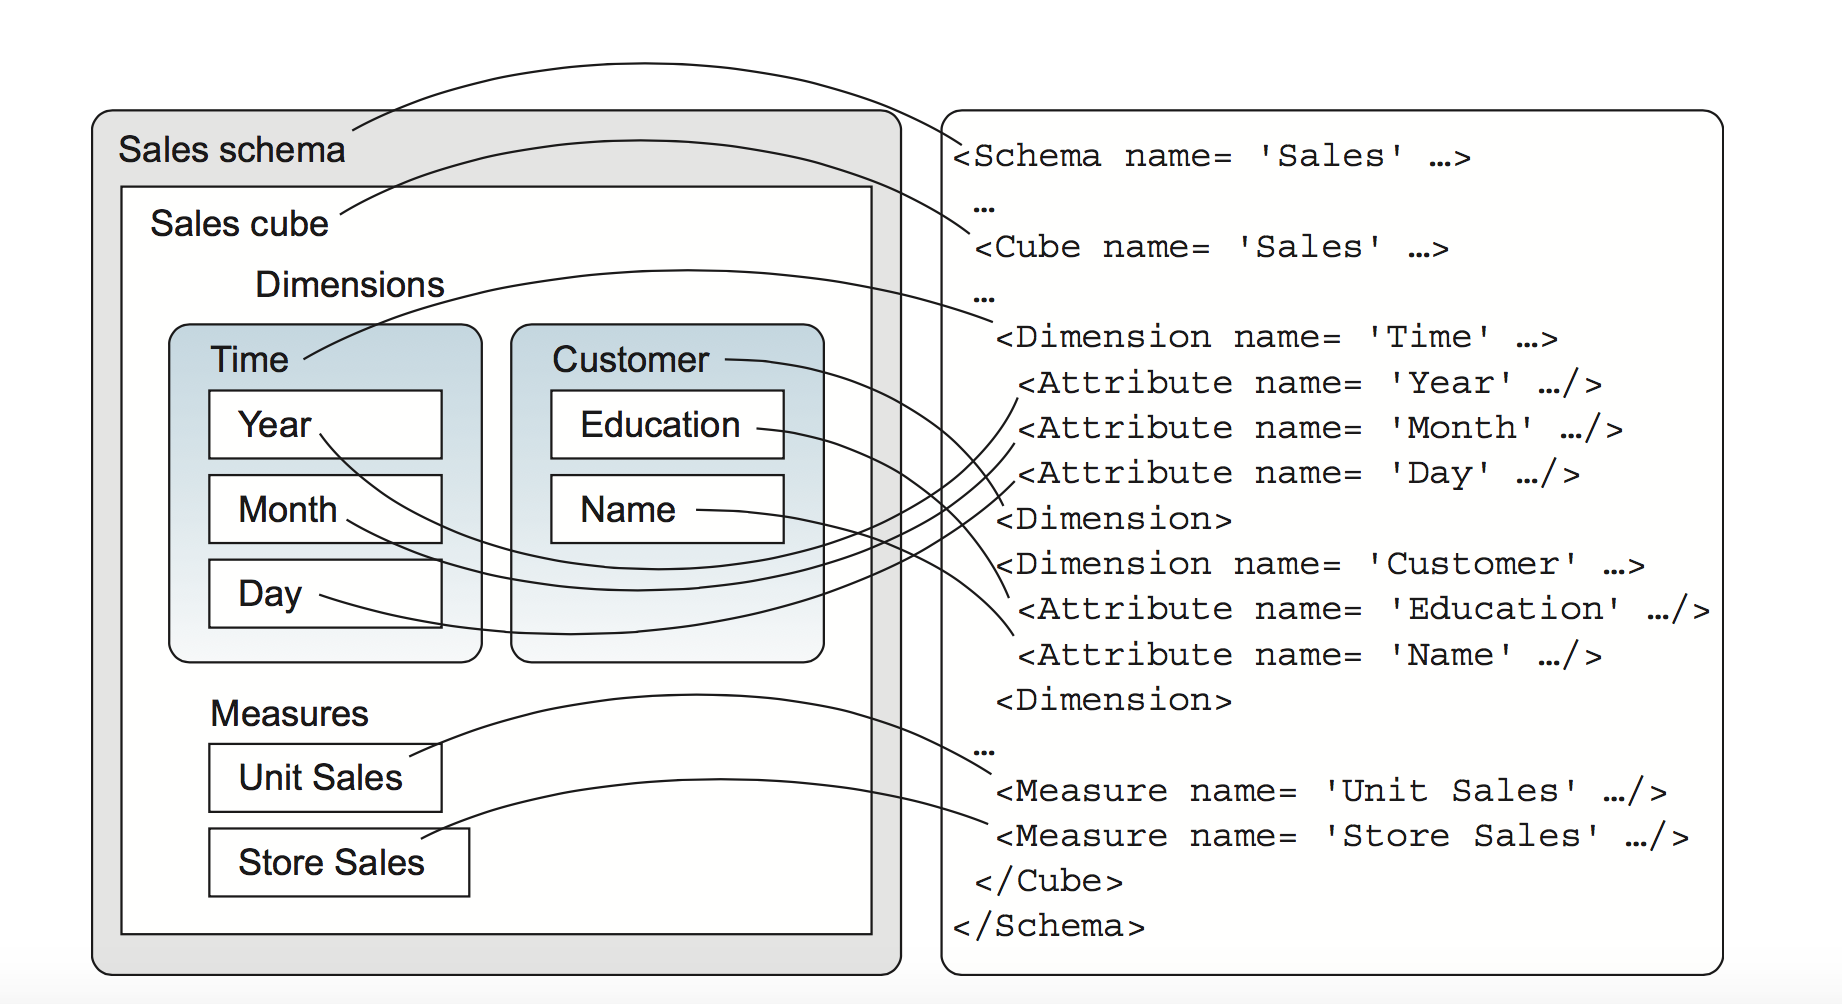 Sales schema
Sales cube
Dimensions
Time
Year
Month
Day
Customer
Education
Name
Measures
Unit Sales
Store Sales
<Schema name= 'Sales' …>
…
<Cube name= 'Sales' …>
…
<Dimension name= 'Time' …>
<Attribute name= 'Year' …/>
<Attribute name= 'Month' …/>
<Attribute name= 'Day' …/>
<Dimension>
<Dimension name= 'Customer' …>
<Attribute name= 'Education' …/>
<Attribute name= 'Name' …/>
<Dimension>
…
<Measure name= 'Unit Sales' …/>
<Measure name= 'Store Sales' …/>
</Cube>
</Schema>